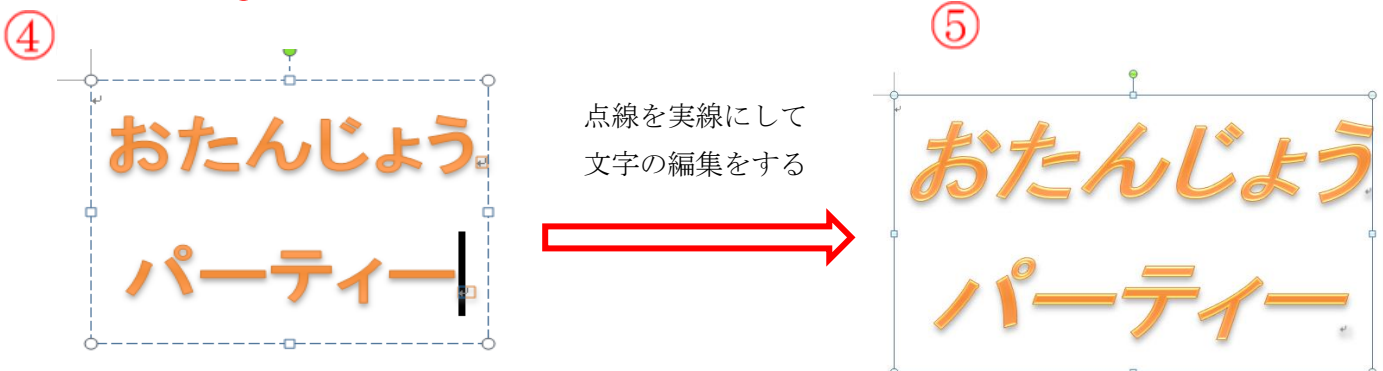 ④
おたんじょう
パーティー
点線を実線にして
文字の編集をする
⑤
おたんじょう
パーティー